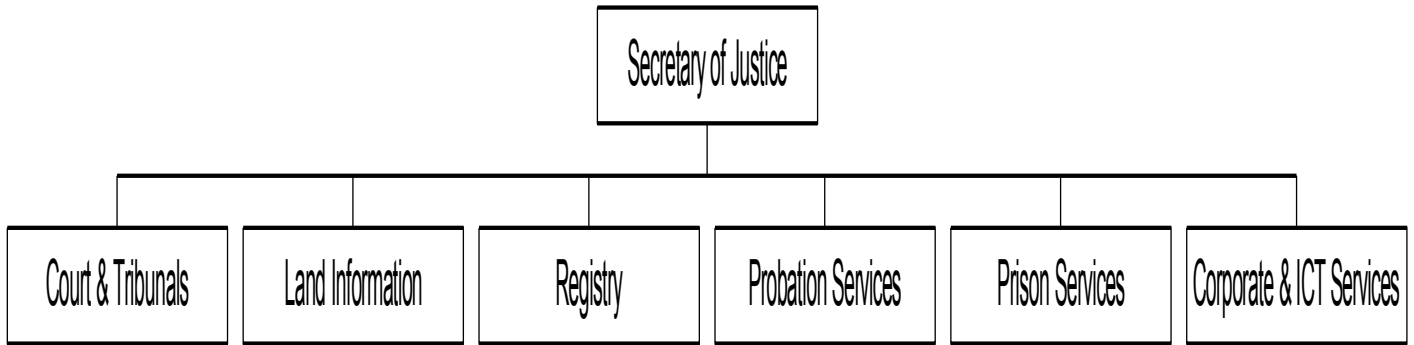 Secretary of Justice
Court & Tribunals
Land Information
Registry
Probation Services
Prison Services
Corporate & ICT Services